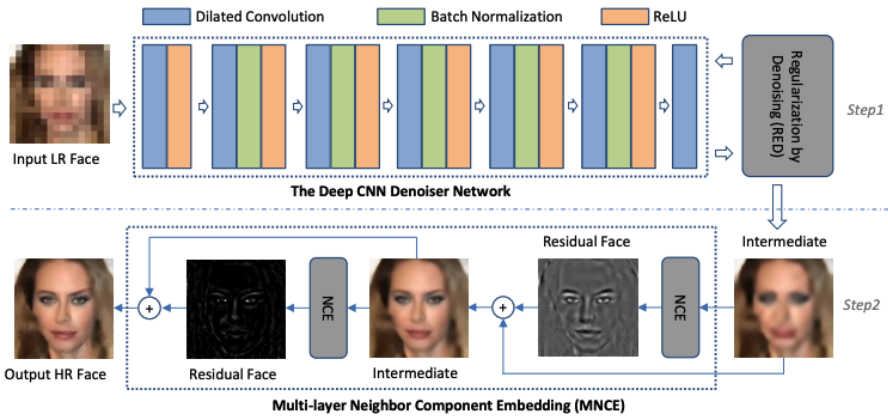 Dilated Convolution
Batch Normalization
ReLU
Input LR Face
Regularization by
Denoising (RED)
Step1
The Deep CNN Denoiser Network
Residual Face
Intermediate
NCE
NCE
Step2
Output HR Face
Residual Face
Intermediate
Multi-layer Neighbor Component Embedding (MNCE)